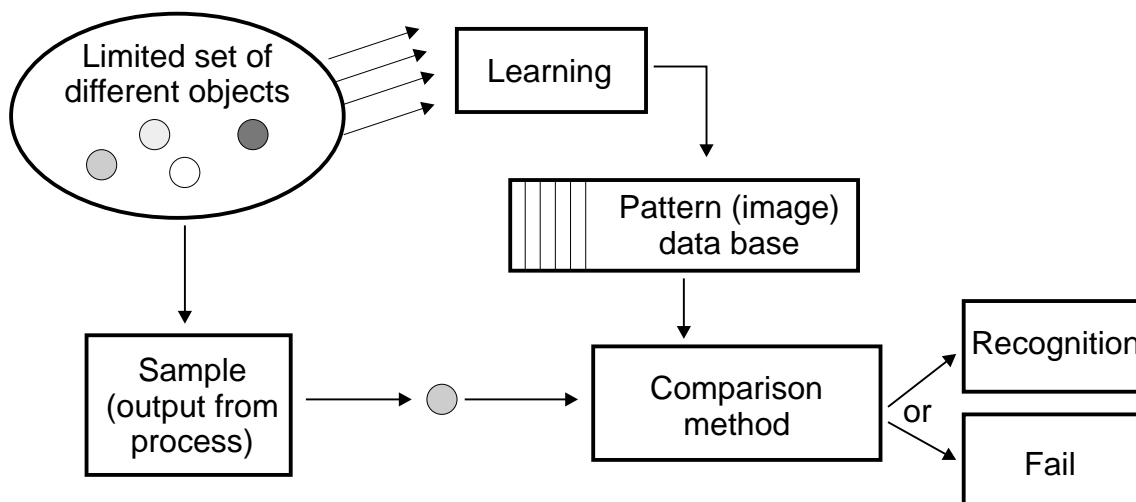 Limited set of
different objects
Learning
Pattern (image)
data base
Sample
(output from
process)
Comparison
method
or
Recognition
Fail